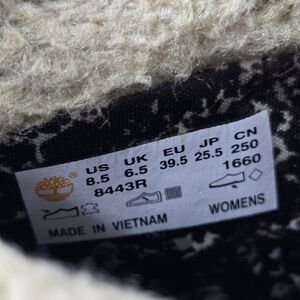 US UK EU JP CN
8.5 6.5 39.5 25.5 250
8443R 1660
MADE IN VIETNAM WOMENS